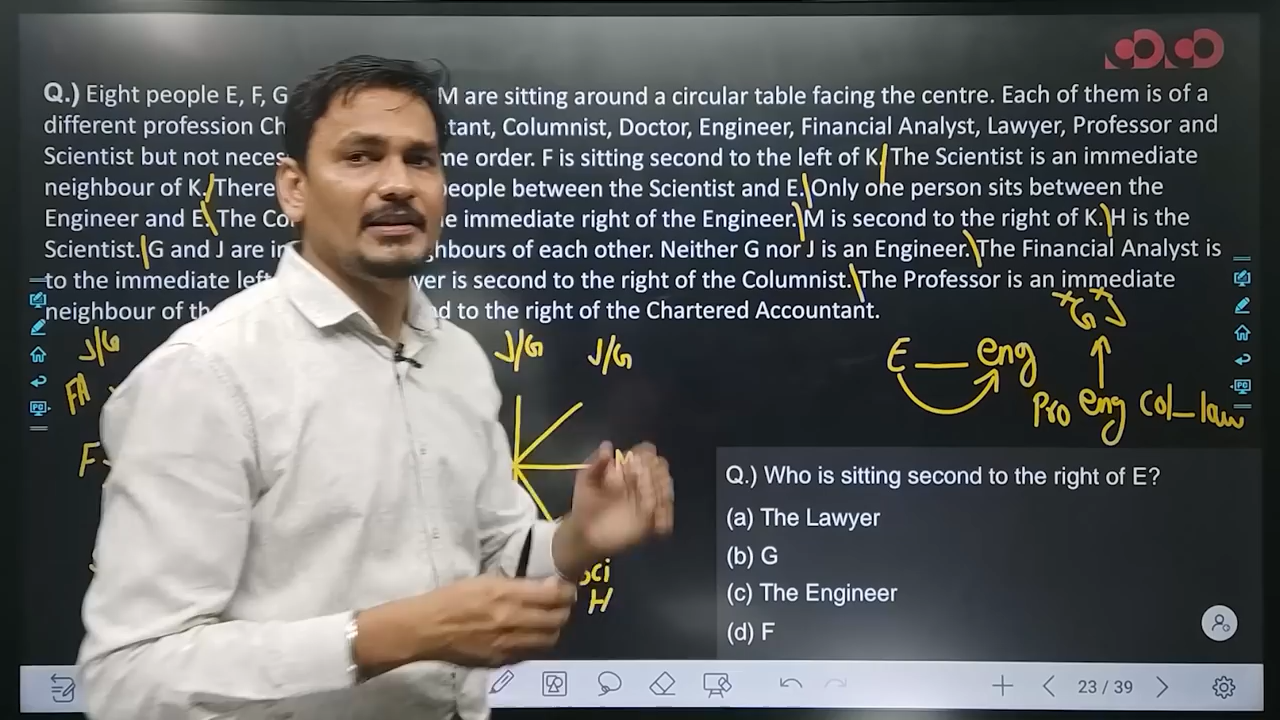 Q.) Eight people E, F, G M are sitting around a circular table facing the centre. Each of them is of a
different profession Ch tant, Columnist, Doctor, Engineer, Financial Analyst, Lawyer, Professor and
Scientist but not neces me order. F is sitting second to the left of K. The Scientist is an immediate
neighbour of K. There people between the Scientist and E. Only one person sits between the
Engineer and E. The Co e immediate right of the Engineer. M is second to the right of K. H is the
Scientist. G and J are im ghbours of each other. Neither G nor J is an Engineer. The Financial Analyst is
to the immediate left yer is second to the right of the Columnist. The Professor is an immediate
neighbour of th d to the right of the Chartered Accountant.
J/G J/G J/G
FA
F M
Sci
H
G J
E — eng
Pro eng Col — law
Q.) Who is sitting second to the right of E?
(a) The Lawyer
(b) G
(c) The Engineer
(d) F
23 / 39